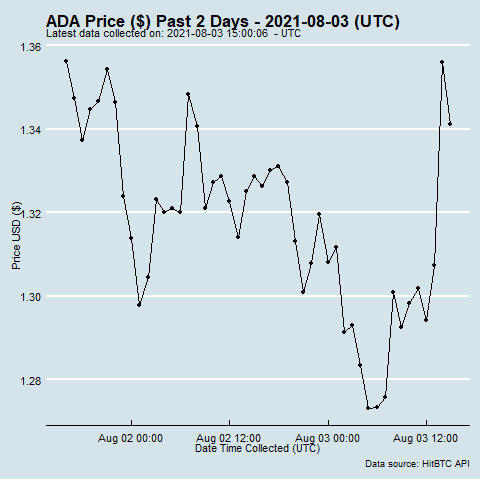 ADA Price ($) Past 2 Days - 2021-08-03 (UTC)
Latest data collected on: 2021-08-03 15:00:06 - UTC
1.36
1.34
1.32
1.30
1.28
Price USD ($)
Aug 02 00:00 Aug 02 12:00 Aug 03 00:00 Aug 03 12:00
Date Time Collected (UTC)
Data source: HitBTC API